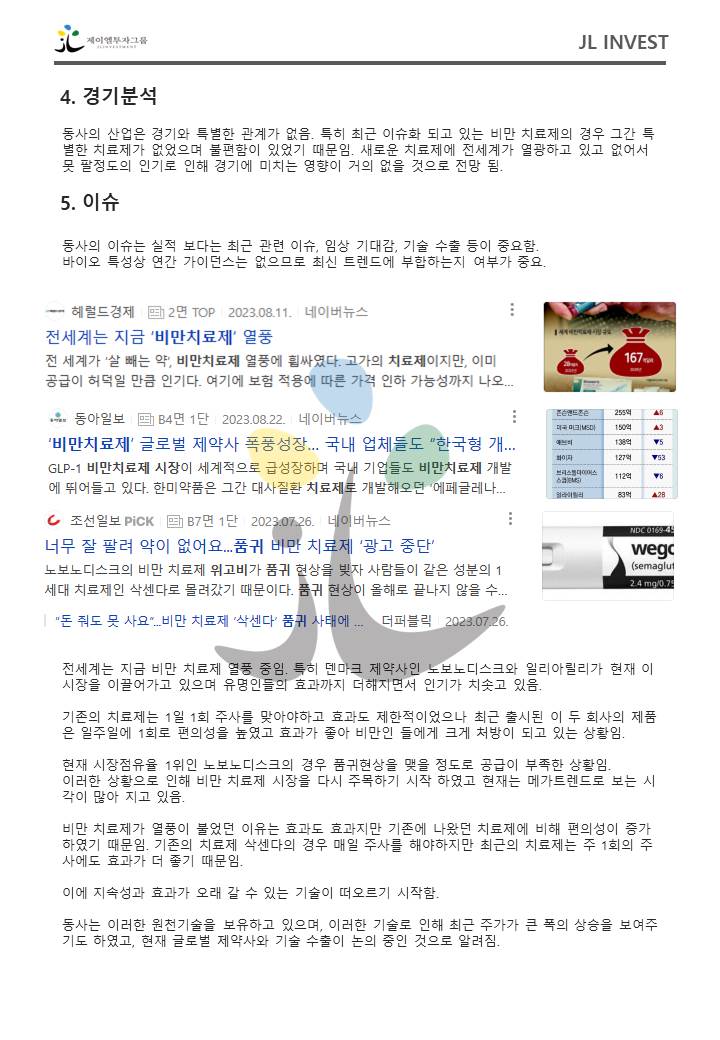 제이엘투자그룹
JLINVESTMENT
JL INVEST
4. 경기분석
동사의 산업은 경기와 특별한 관계가 없음. 특히 최근 이슈화 되고 있는 비만 치료제의 경우 그간 특
별한 치료제가 없었으며 불편함이 있었기 때문임. 새로운 치료제에 전세계가 열광하고 있고 없어서
못 팔정도의 인기로 인해 경기에 미치는 영향이 거의 없을 것으로 전망 됨.
5. 이슈
동사의 이슈는 실적 보다는 최근 관련 이슈, 임상 기대감, 기술 수출 등이 중요함.
바이오 특성상 연간 가이던스는 없으므로 최신 트렌드에 부합하는지 여부가 중요.
헤럴드경제 2면 TOP 2023.08.11. 네이버뉴스
전세계는 지금 ‘비만치료제’ 열풍
전 세계가 ‘살 빼는 약’, 비만치료제 열풍에 휩싸였다. 고가의 치료제이지만, 이미
공급이 허덕일 만큼 인기다. 여기에 보험 적용에 따른 가격 인하 가능성까지 나오...
167
동아일보 B4면 1단 2023.08.22. 네이버뉴스
‘비만치료제’ 글로벌 제약사 폭풍성장... 국내 업체들도 “한국형 개...
GLP-1 비만치료제 시장이 세계적으로 급성장하며 국내 기업들도 비만치료제 개발
에 뛰어들고 있다. 한미약품은 그간 대사질환 치료제로 개발해오던 ‘에페글레나...
존슨앤드존슨 255억 ▲6
미국 머크(MSD) 150억 ▲3
애브비 138억 ▼5
화이자 127억 ▼53
브리스톨마이어스
스큅(BMS) 112억 ▼6
일라이릴리 83억 ▲28
조선일보 PiCK B7면 1단 2023.07.26. 네이버뉴스
너무 잘 팔려 약이 없어요...품귀 비만 치료제 ‘광고 중단’
노보노디스크의 비만 치료제 위고비가 품귀 현상을 빚자 사람들이 같은 성분의 1
세대 치료제인 삭센다로 몰려갔기 때문이다. 품귀 현상이 올해로 끝나지 않을 수...
“돈 줘도 못 사요”...비만 치료제 ‘삭센다’ 품귀 사태에 ... 더퍼블릭 2023.07.26.
NDC 0169-45
wego
(semaglut
2.4 mg/0.75
전세계는 지금 비만 치료제 열풍 중임. 특히 덴마크 제약사인 노보노디스크와 일리아릴리가 현재 이
시장을 이끌어가고 있으며 유명인들의 효과까지 더해지면서 인기가 치솟고 있음.
기존의 치료제는 1일 1회 주사를 맞아야하고 효과도 제한적이었으나 최근 출시된 이 두 회사의 제품
은 일주일에 1회로 편의성을 높였고 효과가 좋아 비만인 들에게 크게 처방이 되고 있는 상황임.
현재 시장점유율 1위인 노보노디스크의 경우 품귀현상을 맺을 정도로 공급이 부족한 상황임.
이러한 상황으로 인해 비만 치료제 시장을 다시 주목하기 시작 하였고 현재는 메가트렌드로 보는 시
각이 많아 지고 있음.
비만 치료제가 열풍이 불었던 이유는 효과도 효과지만 기존에 나왔던 치료제에 비해 편의성이 증가
하였기 때문임. 기존의 치료제 삭센다의 경우 매일 주사를 해야하지만 최근의 치료제는 주 1회의 주
사에도 효과가 더 좋기 때문임.
이에 지속성과 효과가 오래 갈 수 있는 기술이 떠오르기 시작함.
동사는 이러한 원천기술을 보유하고 있으며, 이러한 기술로 인해 최근 주가가 큰 폭의 상승을 보여주
기도 하였고, 현재 글로벌 제약사와 기술 수출이 논의 중인 것으로 알려짐.